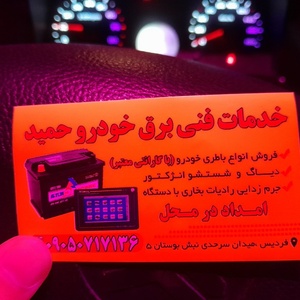 خدمات فنی برق خودرو حمید
فروش انواع باطری خودرو (با گارانتی معتبر)
دیاگ و شستشو انژکتور
جرم زدایی رادیات بخاری با دستگاه
امداد در محل
۰۹۰۵۰۷۱۷۱۳۶
فردیس ،میدان سرحدی نبش بوستان ۵